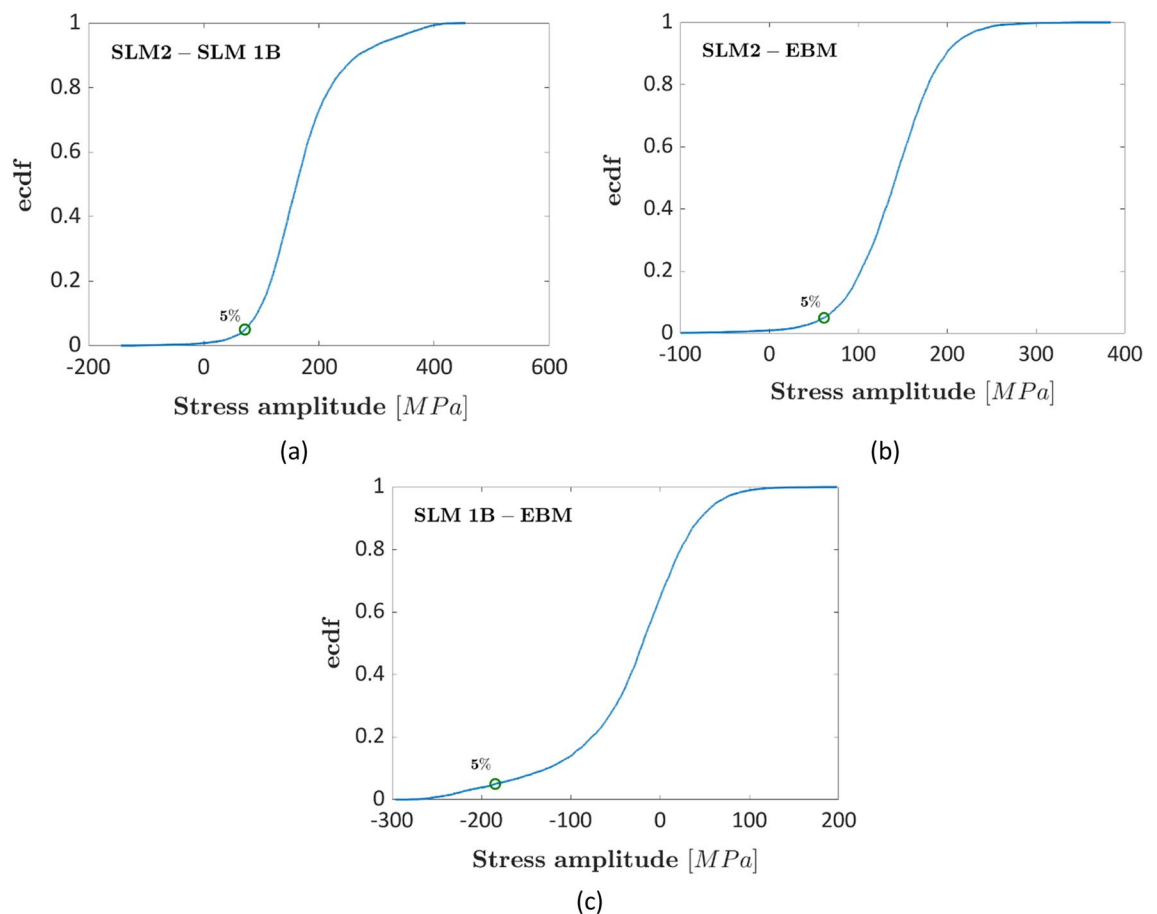 SLM2 – SLM 1B
ecdf
1
0.8
0.6
0.4
0.2
0
5%
-200 0 200 400 600
Stress amplitude [MPa]
(a)
SLM2 – EBM
ecdf
1
0.8
0.6
0.4
0.2
0
5%
-100 0 100 200 300 400
Stress amplitude [MPa]
(b)
SLM 1B – EBM
ecdf
1
0.8
0.6
0.4
0.2
0
5%
-300 -200 -100 0 100 200
Stress amplitude [MPa]
(c)